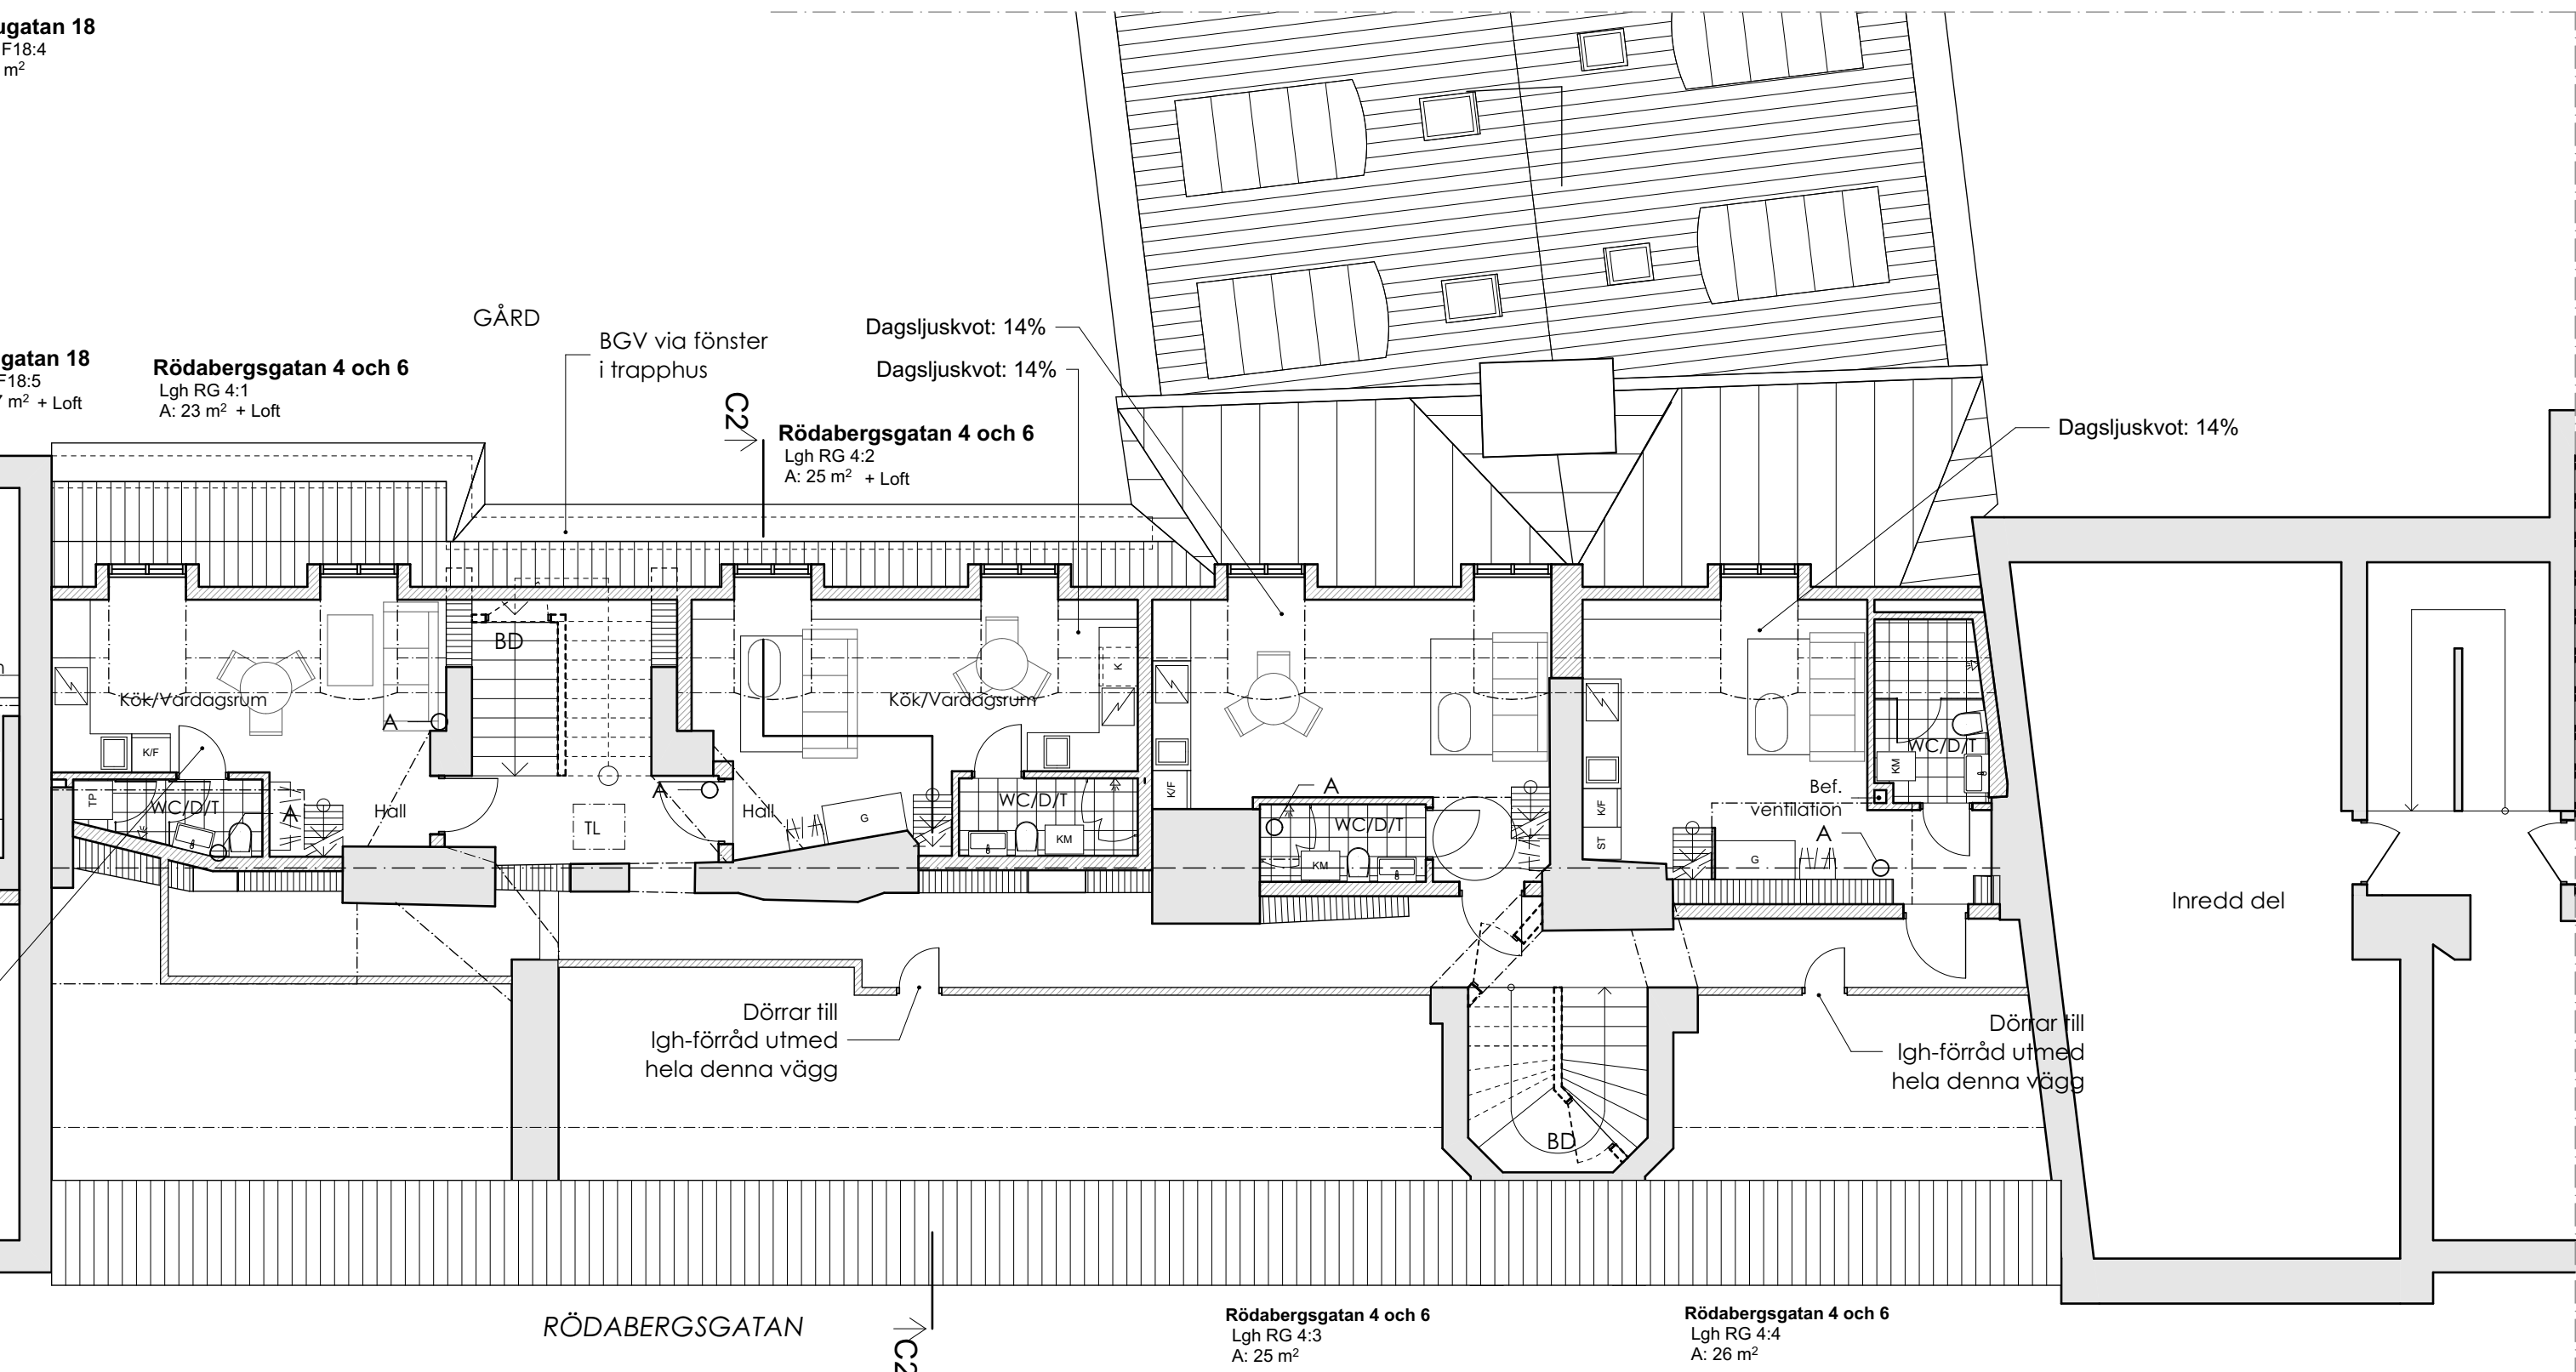 ugatan 18
F18:4
m²
GÅRD
BGV via fönster
i trapphus
Dagsljuskvot: 14%
Dagsljuskvot: 14%
Dagsljuskvot: 14%
gatan 18
F18:5
7 m² + Loft
Rödabergsgatan 4 och 6
Lgh RG 4:1
A: 23 m² + Loft
C2
Rödabergsgatan 4 och 6
Lgh RG 4:2
A: 25 m² + Loft
BD
Kök/Vardagsrum
A
K/F
TP
WC/D/T
A
Hall
TL
A
Hall
G
Kök/Vardagsrum
K
WC/D/T
KM
K/F
A
WC/D/T
KM
K/F
ST
G
Bef.
ventilation
A
KM
WC/D/T
Inredd del
Dörrar till
lgh-förråd utmed
hela denna vägg
Dörrar till
lgh-förråd utmed
hela denna vägg
BD
RÖDABERGSGATAN
C2
Rödabergsgatan 4 och 6
Lgh RG 4:3
A: 25 m²
Rödabergsgatan 4 och 6
Lgh RG 4:4
A: 26 m²